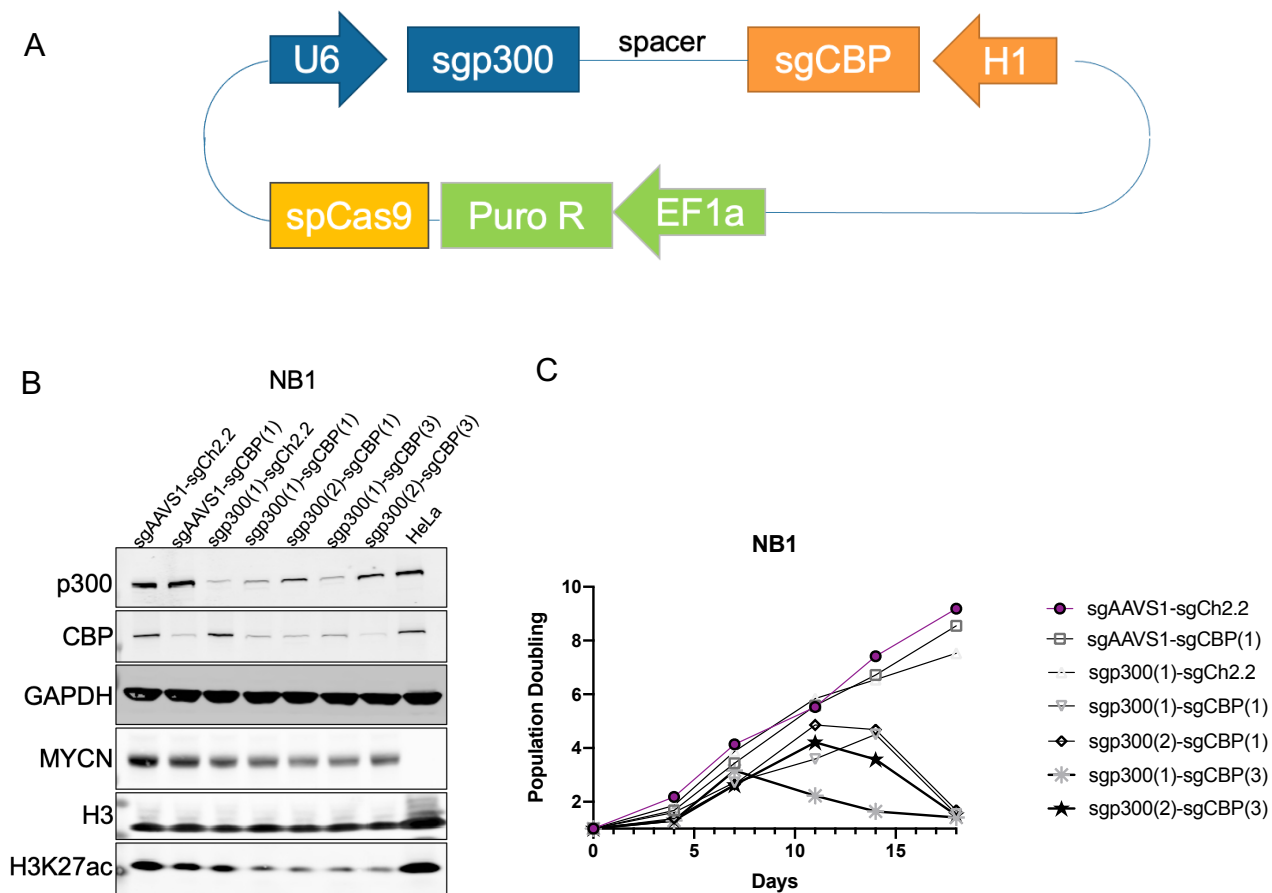 A
U6
sgp300
spacer
sgCBP
H1
spCas9
Puro R
EF1a
B
NB1
sgAAVS1-sgCh2.2
sgAAVS1-sgCBP(1)
sgp300(1)-sgCh2.2
sgp300(1)-sgCBP(1)
sgp300(2)-sgCBP(1)
sgp300(1)-sgCBP(3)
sgp300(2)-sgCBP(3)
HeLa
p300
CBP
GAPDH
MYCN
H3
H3K27ac
C
NB1
Population Doubling
10
8
6
4
2
0
5
10
15
Days
sgAAVS1-sgCh2.2
sgAAVS1-sgCBP(1)
sgp300(1)-sgCh2.2
sgp300(1)-sgCBP(1)
sgp300(2)-sgCBP(1)
sgp300(1)-sgCBP(3)
sgp300(2)-sgCBP(3)